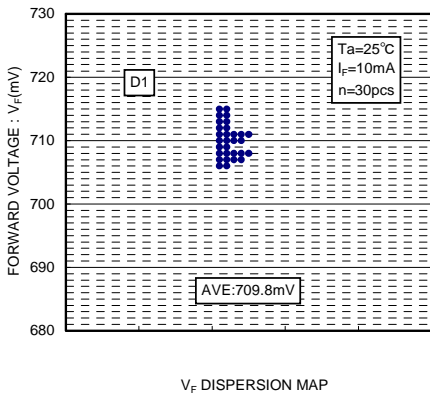 730
720
710
700
690
680
FORWARD VOLTAGE : VF(mV)
D1
Ta=25℃
IF=10mA
n=30pcs
AVE:709.8mV
VF DISPERSION MAP